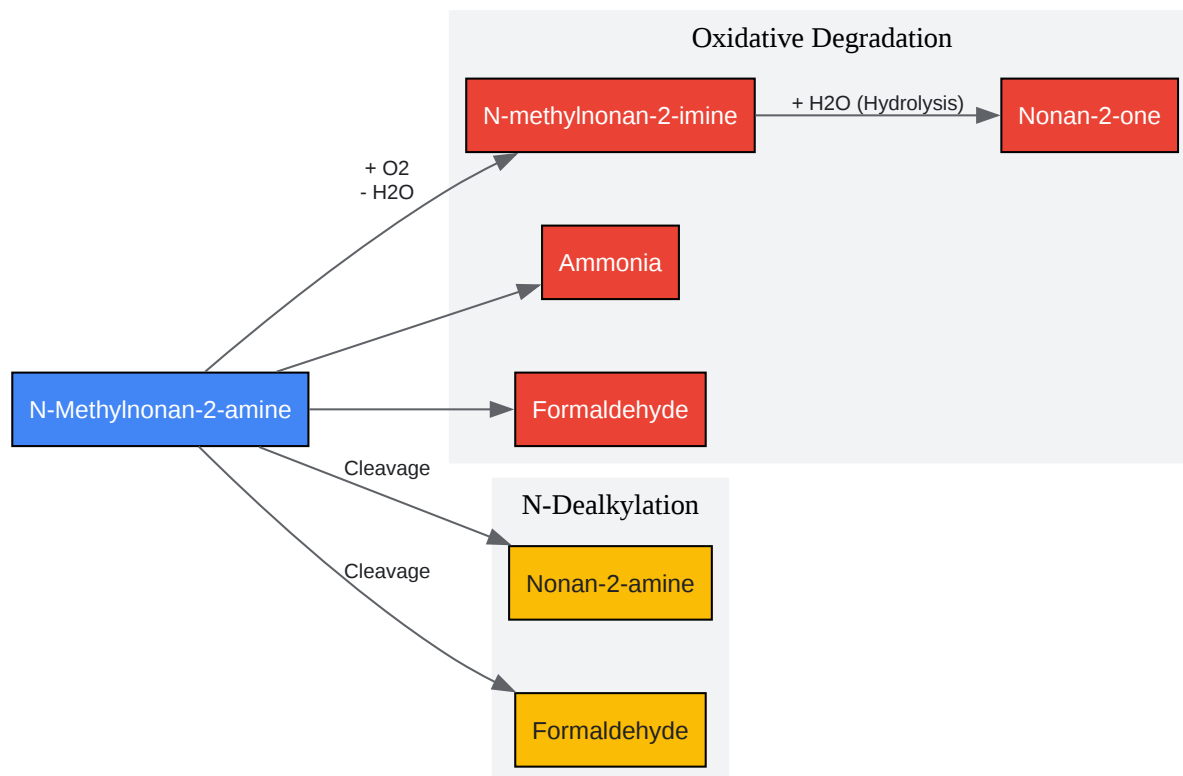 Oxidative Degradation
N-methylnonan-2-imine
+ H2O (Hydrolysis)
Nonan-2-one
+ O2
- H2O
Ammonia
N-Methylnonan-2-amine
Formaldehyde
Cleavage
N-Dealkylation
Nonan-2-amine
Cleavage
Formaldehyde